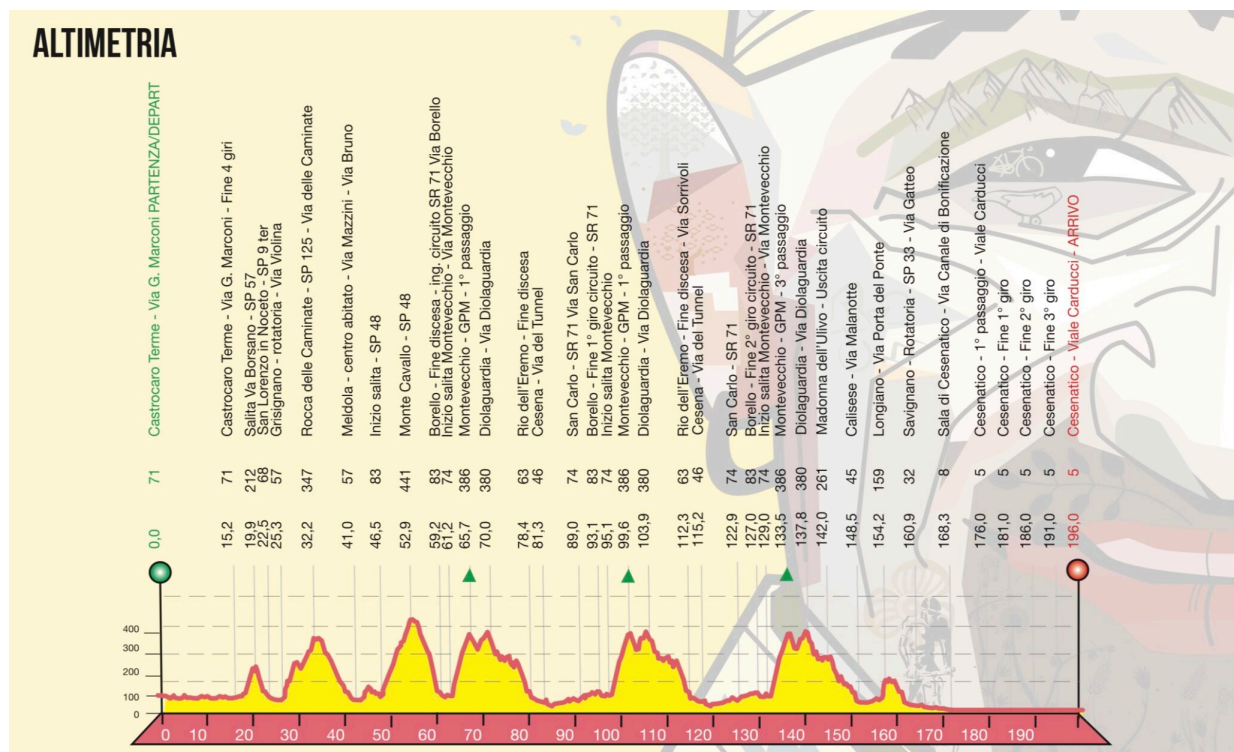 ALTIMETRIA
0,0 71 Castrocaro Terme - Via G. Marconi PARTENZA/DEPART
15,2 71 Castrocaro Terme - Via G. Marconi - Fine 4 giri
19,9 212 Salita Va Borsano - SP 57
22,5 68 San Lorenzo in Noceto - SP 9 ter
25,3 57 Grisignano - rotatoria - Via Violina
32,2 347 Rocca delle Caminate - SP 125 - Via delle Caminate
41,0 57 Meldola - centro abitato - Via Mazzini - Via Bruno
46,5 83 Inizio salita - SP 48
52,9 441 Monte Cavallo - SP 48
59,2 83 Borello - Fine discesa - ing. circuito SR 71 Via Borello
61,2 74 Inizio salita Montevecchio - Via Montevecchio
65,7 386 Montevecchio - GPM - 1° passaggio
70,0 380 Diolaguardia - Via Diolaguardia
78,4 63 Rio dell'Eremo - Fine discesa
81,3 46 Cesena - Via del Tunnel
89,0 74 San Carlo - SR 71 Via San Carlo
93,1 83 Borello - Fine 1° giro circuito - SR 71
95,1 74 Inizio salita Montevecchio
99,6 386 Montevecchio - GPM - 1° passaggio
103,9 380 Diolaguardia - Via Diolaguardia
112,3 63 Rio dell'Eremo - Fine discesa - Via Sorrivoli
115,2 46 Cesena - Via del Tunnel
122,9 74 San Carlo - SR 71
127,0 83 Borello - Fine 2° giro circuito - SR 71
129,0 74 Inizio salita Montevecchio - Via Montevecchio
133,5 386 Montevecchio - GPM - 3° passaggio
137,8 380 Diolaguardia - Via Diolaguardia
142,0 261 Madonna dell'Ulivo - Uscita circuito
148,5 45 Calisese - Via Malanotte
154,2 159 Longiano - Via Porta del Ponte
160,9 32 Savignano - Rotatoria - SP 33 - Via Gatteo
168,3 8 Sala di Cesenatico - Via Canale di Bonificazione
176,0 5 Cesenatico - 1° passaggio - Viale Carducci
181,0 5 Cesenatico - Fine 1° giro
186,0 5 Cesenatico - Fine 2° giro
191,0 5 Cesenatico - Fine 3° giro
196,0 5 Cesenatico - Viale Carducci - ARRIVO
400
300
200
100
0
0 10 20 30 40 50 60 70 80 90 100 110 120 130 140 150 160 170 180 190